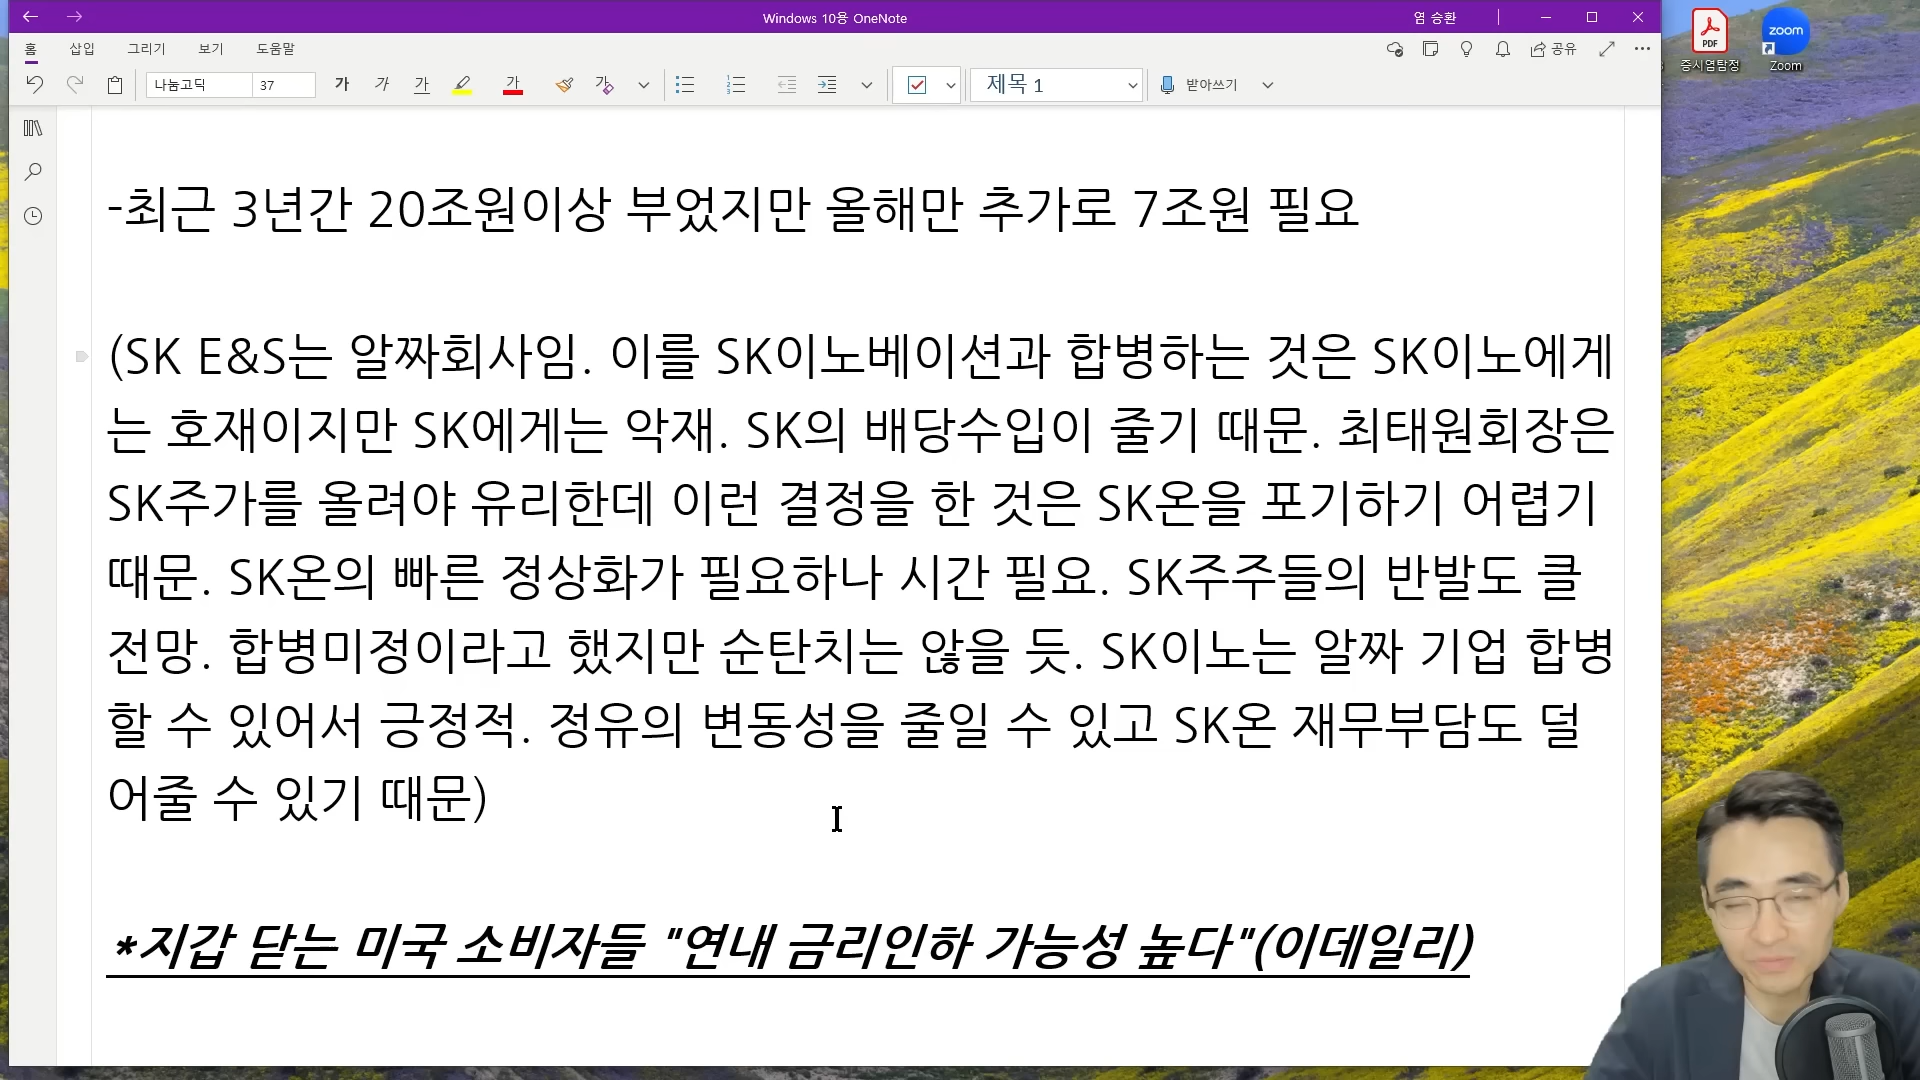 Windows 10용 OneNote
염 승환
홈 삽입 그리기 보기 도움말
공유
나눔고딕 37 가 가 가 가 가 제목 1 받아쓰기
-최근 3년간 20조원이상 부었지만 올해만 추가로 7조원 필요
(SK E&S는 알짜회사임. 이를 SK이노베이션과 합병하는 것은 SK이노에게
는 호재이지만 SK에게는 악재. SK의 배당수입이 줄기 때문. 최태원회장은
SK주가를 올려야 유리한데 이런 결정을 한 것은 SK온을 포기하기 어렵기
때문. SK온의 빠른 정상화가 필요하나 시간 필요. SK주주들의 반발도 클
전망. 합병미정이라고 했지만 순탄치는 않을 듯. SK이노는 알짜 기업 합병
할 수 있어서 긍정적. 정유의 변동성을 줄일 수 있고 SK온 재무부담도 덜
어줄 수 있기 때문)
*지갑 닫는 미국 소비자들 "연내 금리인하 가능성 높다"(이데일리)
PDF
증시염탐정
zoom
Zoom